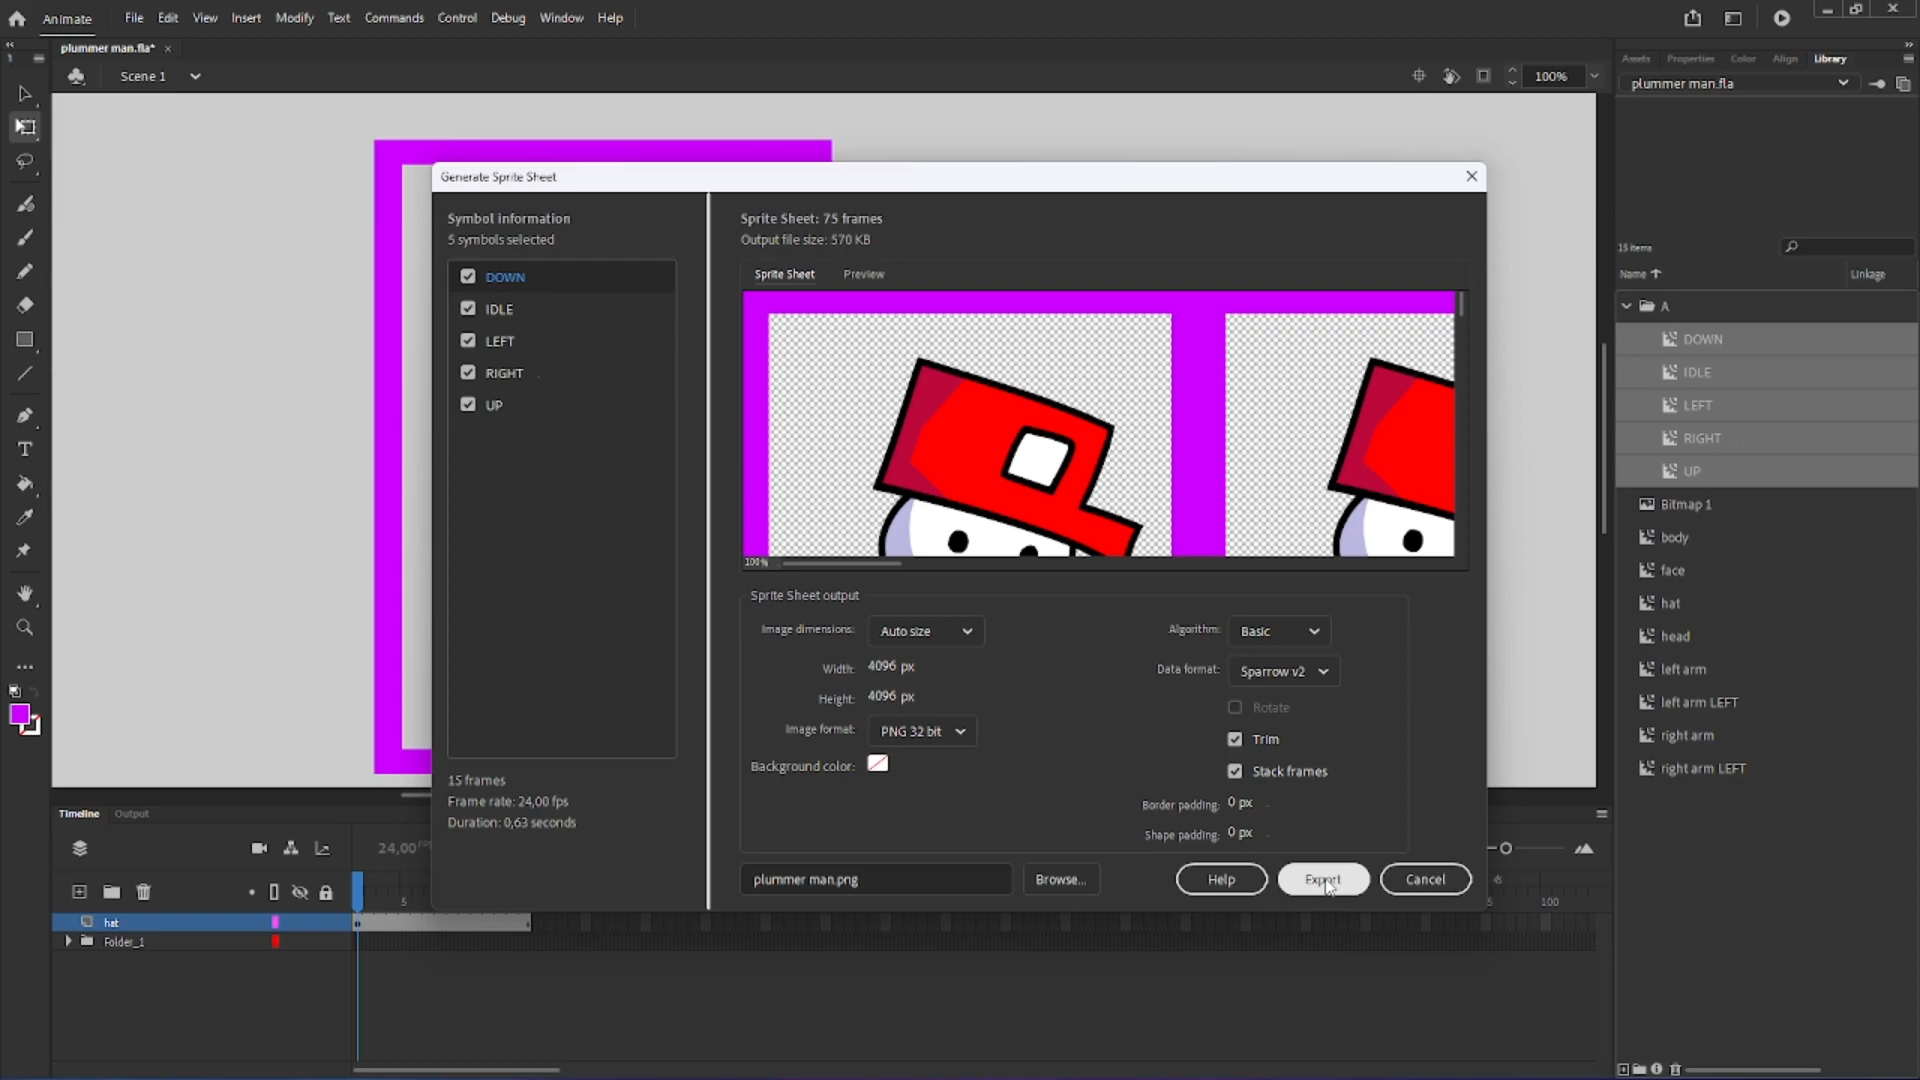 Animate
File Edit View Insert Modify Text Commands Control Debug Window Help
plummer man.fla*
Scene 1
100%
Assets Properties Color Align Library
plummer man.fla
15 items
Name Linkage
A
DOWN
IDLE
LEFT
RIGHT
UP
Bitmap 1
body
face
hat
head
left arm
left arm LEFT
right arm
right arm LEFT
Generate Sprite Sheet
Symbol information
5 symbols selected
DOWN
IDLE
LEFT
RIGHT
UP
15 frames
Frame rate: 24,00 fps
Duration: 0,63 seconds
Sprite Sheet: 75 frames
Output file size: 570 KB
Sprite Sheet Preview
100%
Sprite Sheet output
Image dimensions: Auto size
Width: 4096 px
Height: 4096 px
Image format: PNG 32 bit
Background color:
Algorithm: Basic
Data format: Sparrow v2
Rotate
Trim
Stack frames
Border padding: 0 px
Shape padding: 0 px
plummer man.png Browse... Help Export Cancel
Timeline Output
24,00
5 100
hat
Folder_1